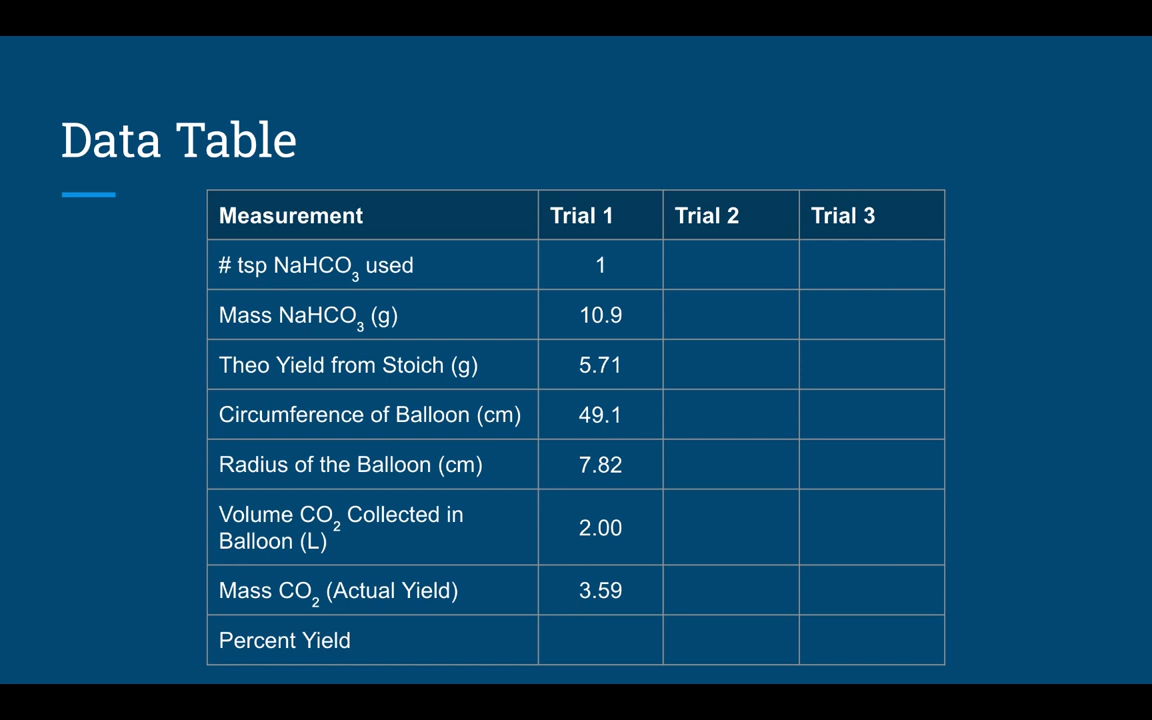 Data Table
Measurement Trial 1 Trial 2 Trial 3
# tsp NaHCO3 used 1
Mass NaHCO3 (g) 10.9
Theo Yield from Stoich (g) 5.71
Circumference of Balloon (cm) 49.1
Radius of the Balloon (cm) 7.82
Volume CO2 Collected in
Balloon (L) 2.00
Mass CO2 (Actual Yield) 3.59
Percent Yield